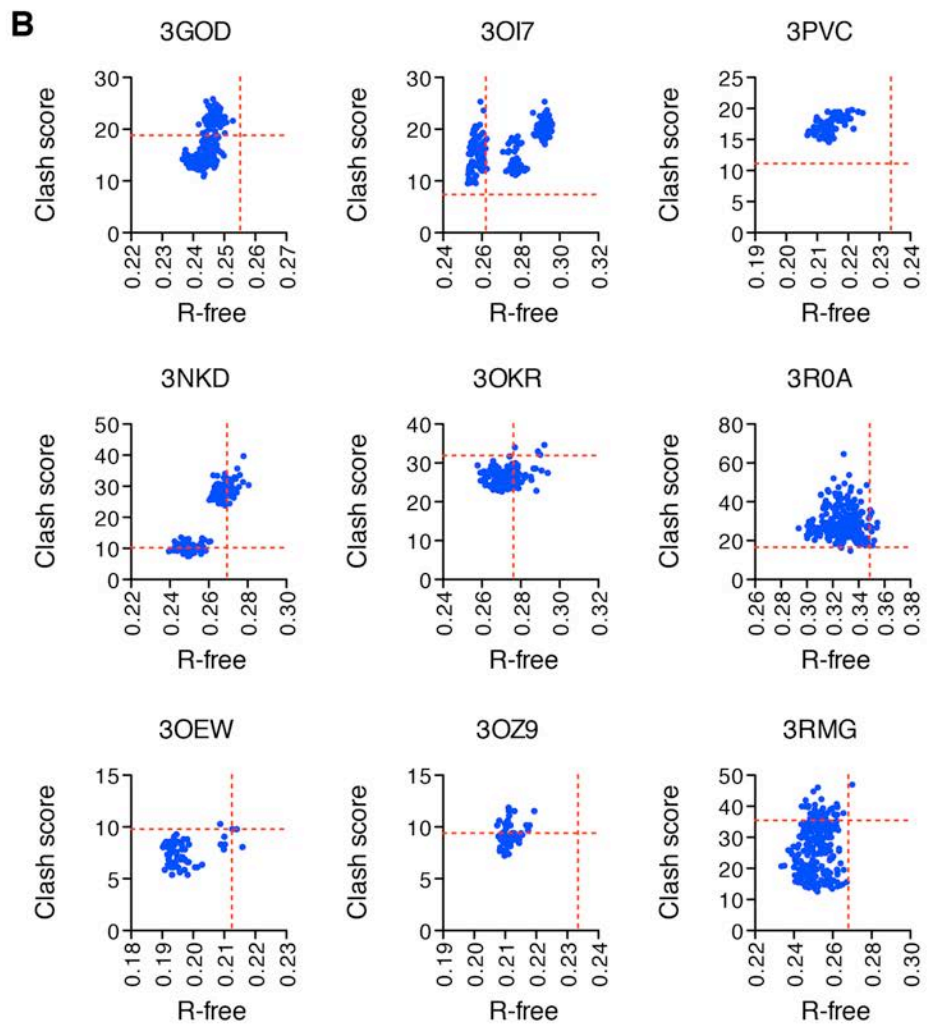 B
3GOD 3OI7 3PVC
Clash score
30
20
10
0
0.22 0.23 0.24 0.25 0.26 0.27
R-free
Clash score
30
20
10
0
0.24 0.26 0.28 0.30 0.32
R-free
Clash score
25
20
15
10
5
0
0.19 0.20 0.21 0.22 0.23 0.24
R-free
3NKD 3OKR 3R0A
Clash score
50
40
30
20
10
0
0.22 0.24 0.26 0.28 0.30
R-free
Clash score
40
30
20
10
0
0.24 0.26 0.28 0.30 0.32
R-free
Clash score
80
60
40
20
0
0.26 0.28 0.30 0.32 0.34 0.36 0.38
R-free
3OEW 3OZ9 3RMG
Clash score
15
10
5
0
0.18 0.19 0.20 0.21 0.22 0.23
R-free
Clash score
15
10
5
0
0.19 0.20 0.21 0.22 0.23 0.24
R-free
Clash score
50
40
30
20
10
0
0.22 0.24 0.26 0.28 0.30
R-free